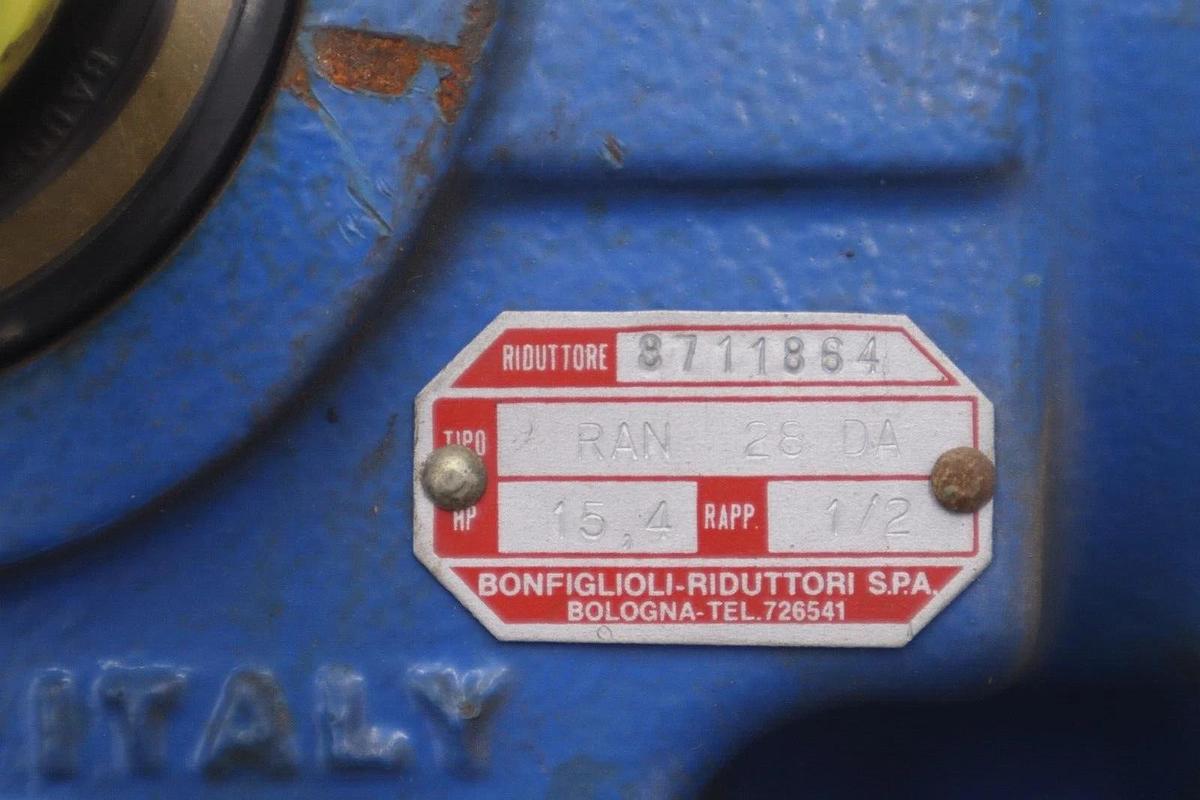 RIDUTTORE 8711864
TIPO RAN 28 DA
HP 15,4 RAPP. 1/2
BONFIGLIOLI-RIDUTTORI S.P.A.
BOLOGNA-TEL.726541
ITALY